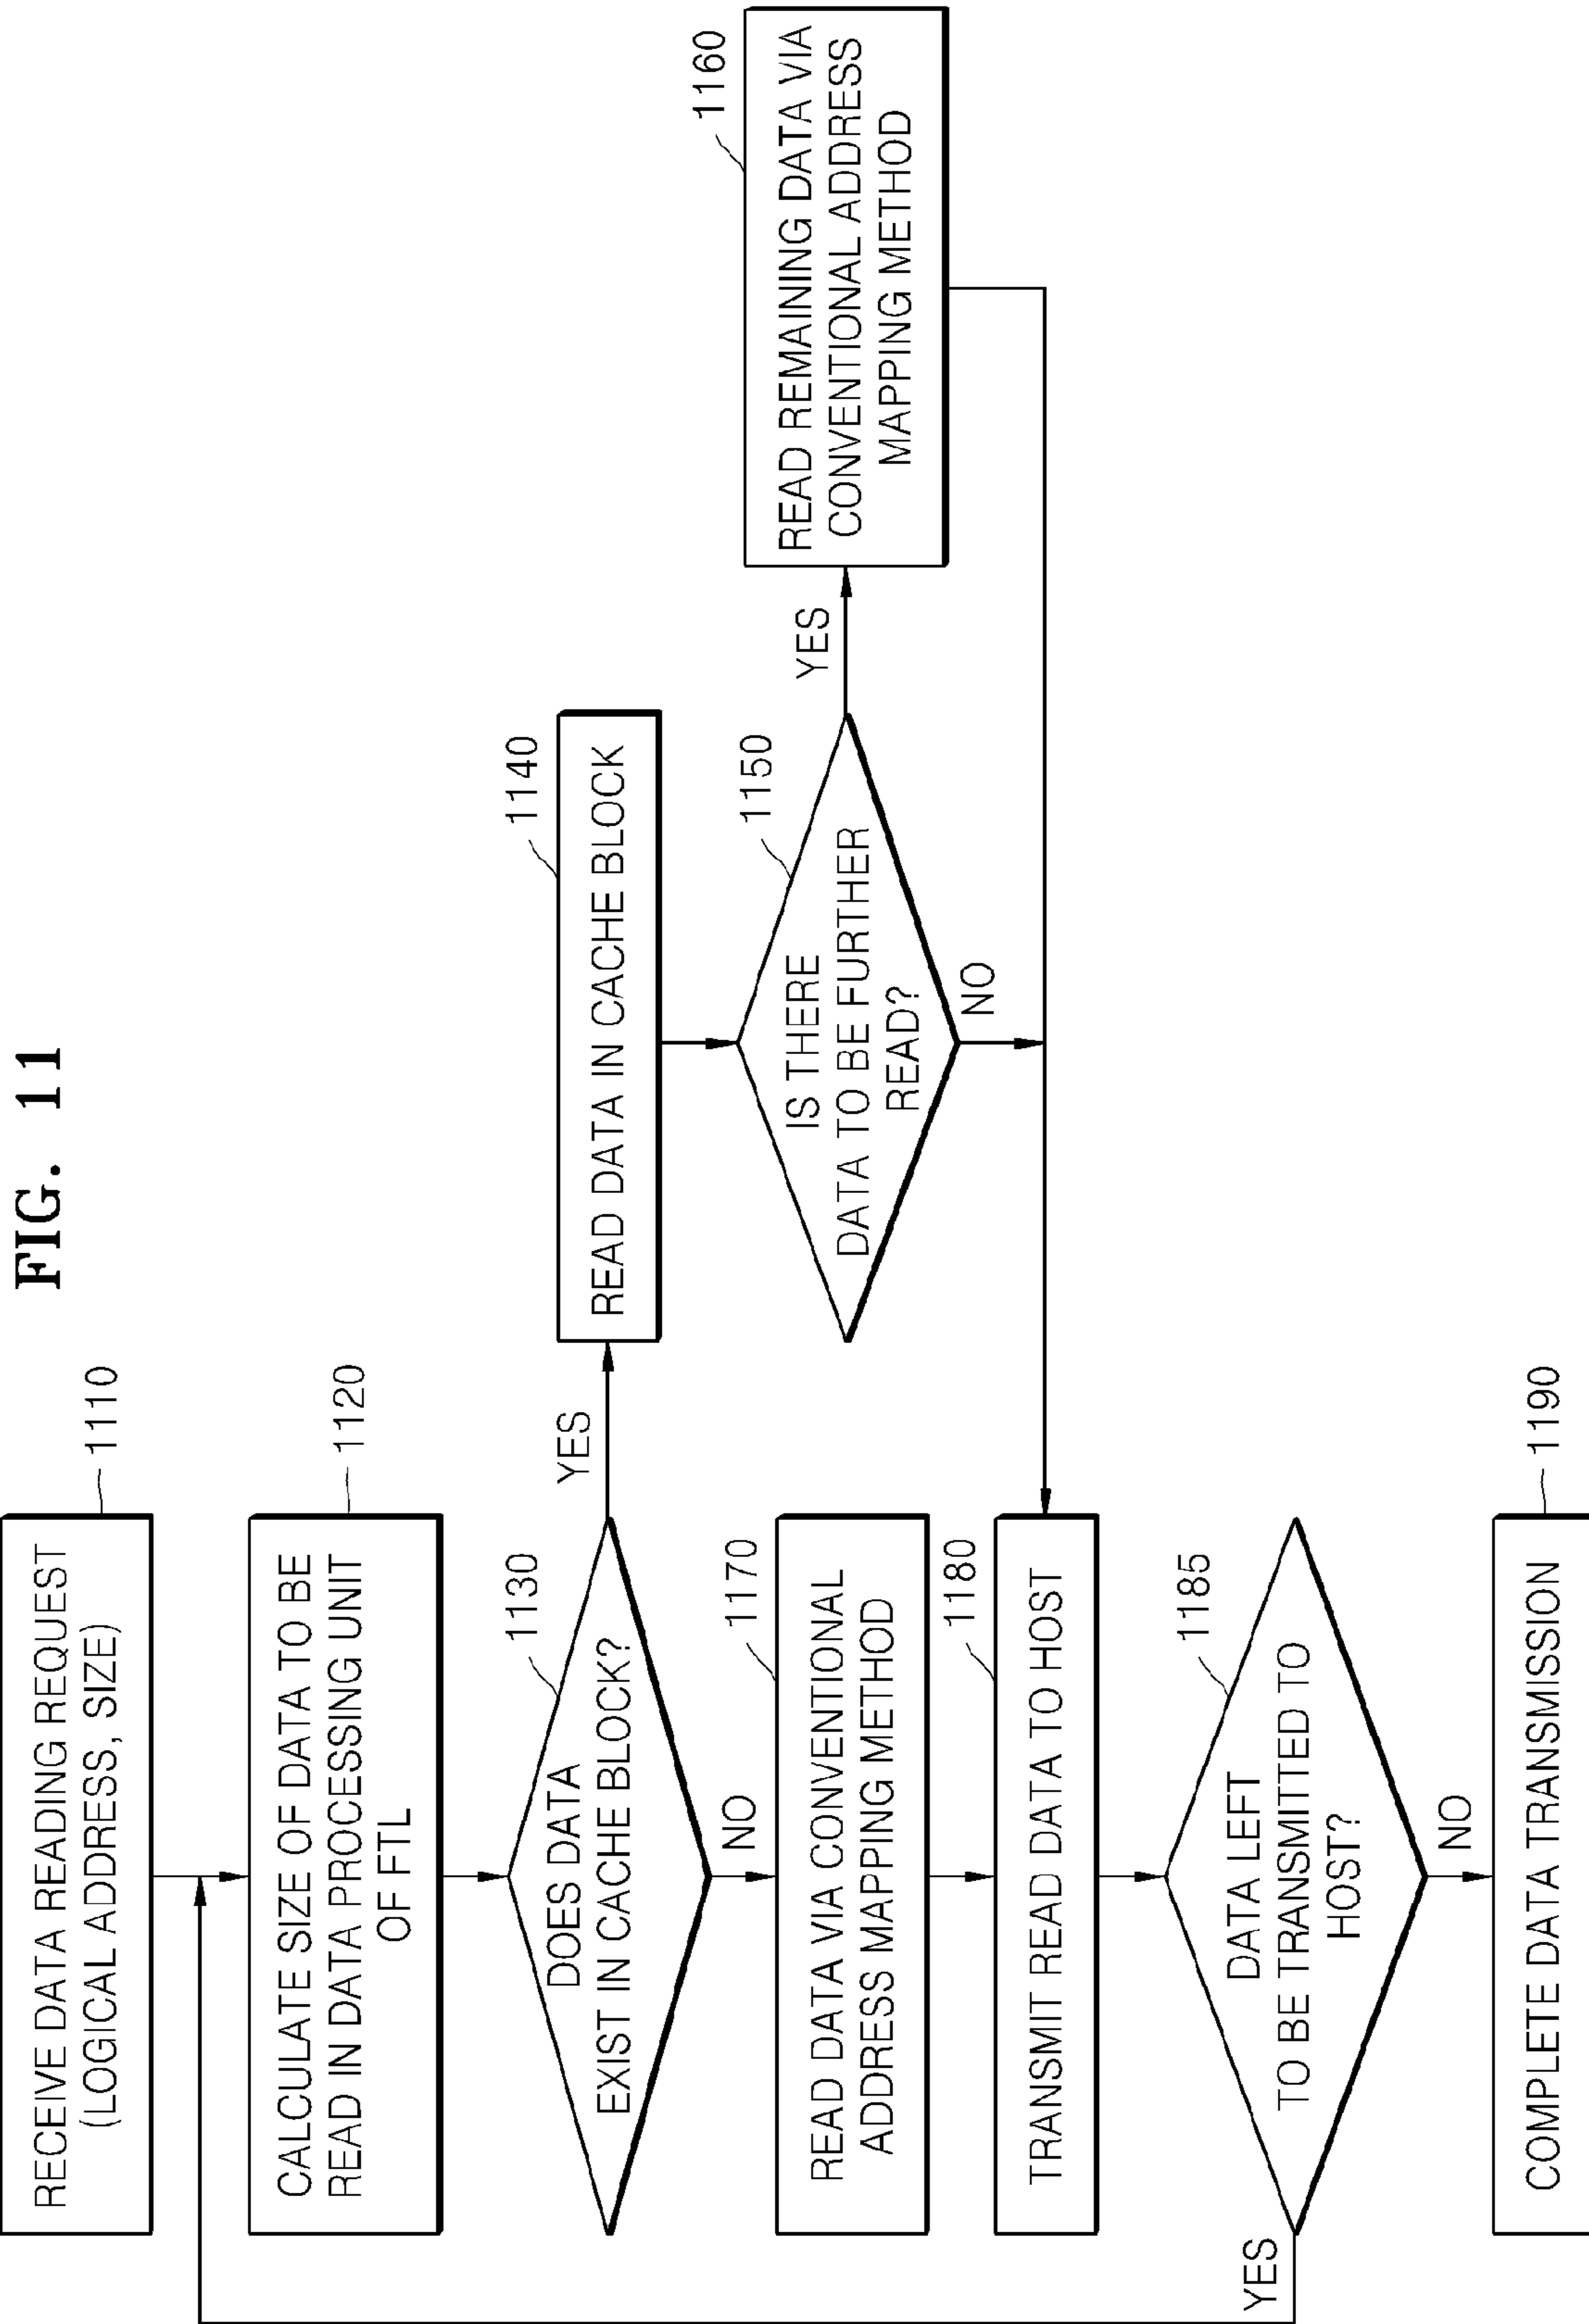 FIG. 11
RECEIVE DATA READING REQUEST
(LOGICAL ADDRESS, SIZE)
1110
CALCULATE SIZE OF DATA TO BE
READ IN DATA PROCESSING UNIT
OF FTL
1120
DOES DATA
EXIST IN CACHE BLOCK?
1130
YES
NO
READ DATA IN CACHE BLOCK
1140
IS THERE
DATA TO BE FURTHER
READ?
1150
YES
NO
READ REMAINING DATA VIA
CONVENTIONAL ADDRESS
MAPPING METHOD
1160
READ DATA VIA CONVENTIONAL
ADDRESS MAPPING METHOD
1170
TRANSMIT READ DATA TO HOST
1180
DATA LEFT
TO BE TRANSMITTED TO
HOST?
1185
YES
NO
COMPLETE DATA TRANSMISSION
1190